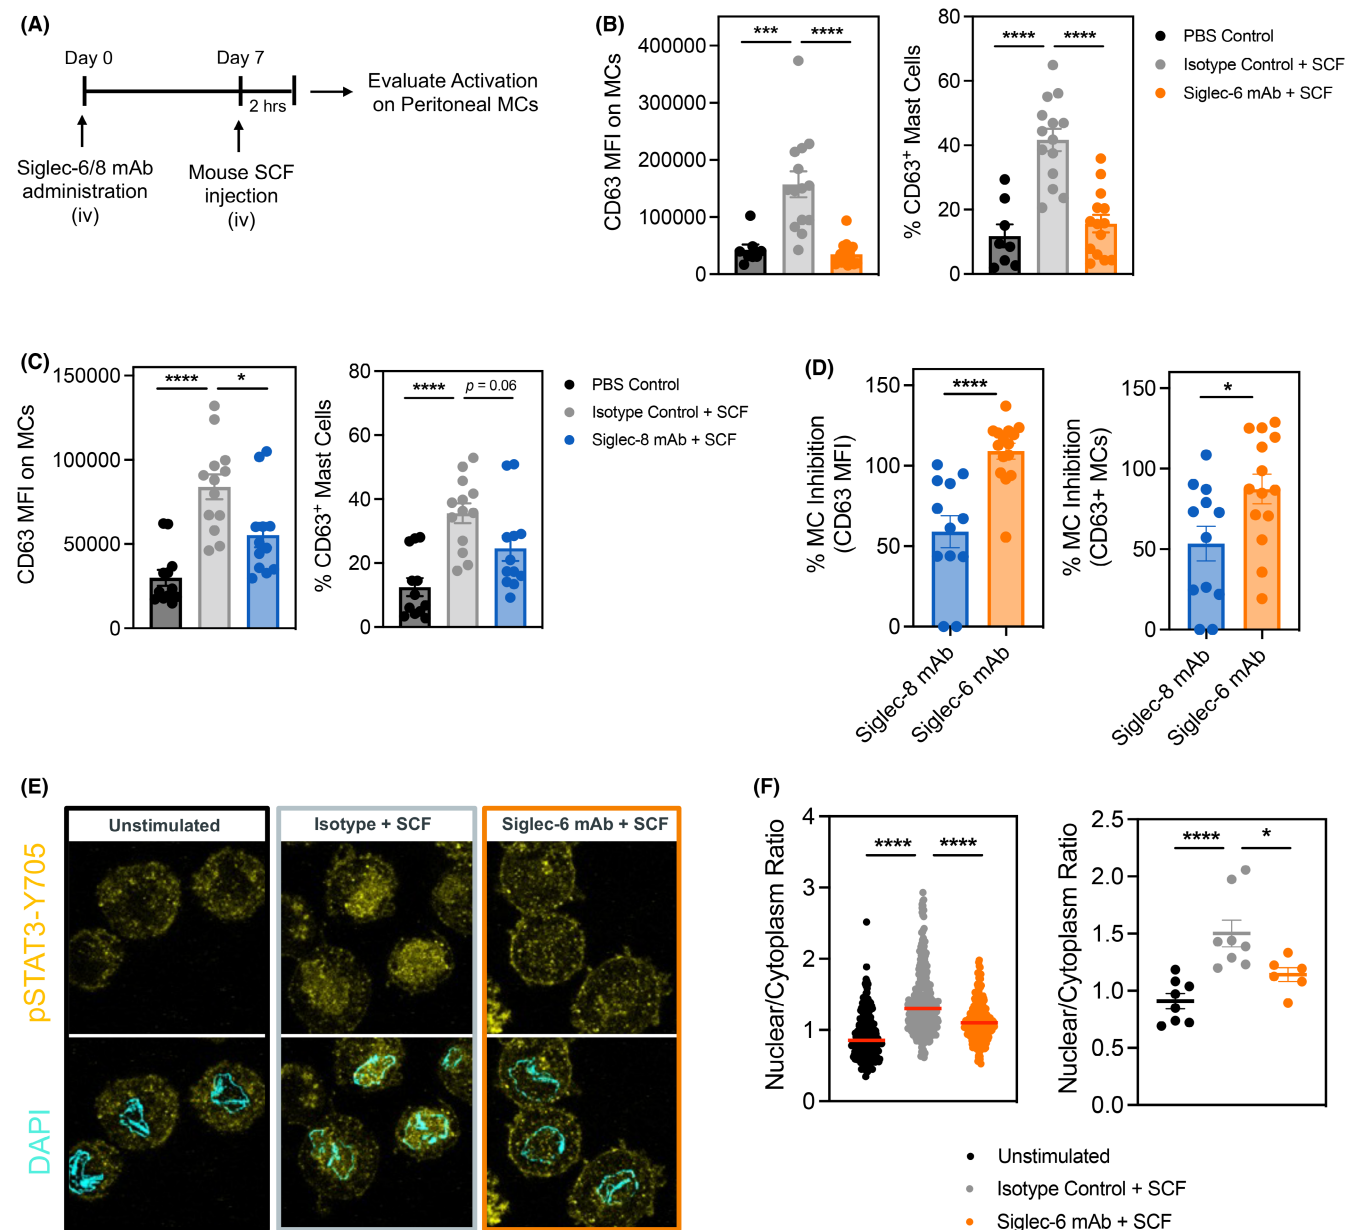 (A)
Day 0
Day 7
2 hrs
Evaluate Activation
on Peritoneal MCs
Siglec-6/8 mAb
administration
(iv)
Mouse SCF
injection
(iv)
(B)
CD63 MFI on MCs
400000
300000
200000
100000
0
***
****
% CD63+ Mast Cells
80
60
40
20
0
****
****
PBS Control
Isotype Control + SCF
Siglec-6 mAb + SCF
(C)
CD63 MFI on MCs
150000
100000
50000
0
****
*
% CD63+ Mast Cells
80
60
40
20
0
****
p = 0.06
PBS Control
Isotype Control + SCF
Siglec-8 mAb + SCF
(D)
% MC Inhibition
(CD63 MFI)
150
100
50
0
****
Siglec-8 mAb
Siglec-6 mAb
% MC Inhibition
(CD63+ MCs)
150
100
50
0
*
Siglec-8 mAb
Siglec-6 mAb
(E)
Unstimulated
Isotype + SCF
Siglec-6 mAb + SCF
pSTAT3-Y705
DAPI
(F)
Nuclear/Cytoplasm Ratio
4
3
2
1
0
****
****
Nuclear/Cytoplasm Ratio
2.5
2.0
1.5
1.0
0.5
0.0
****
*
Unstimulated
Isotype Control + SCF
Siglec-6 mAb + SCF